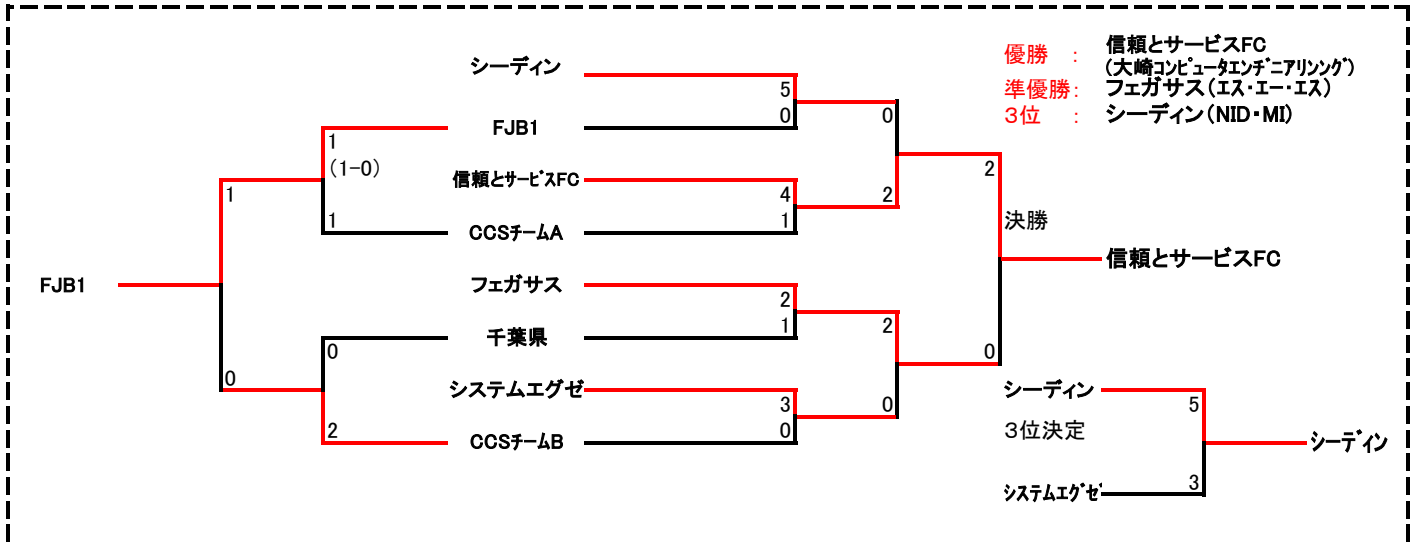 優勝 : 信頼とサービスFC
(大崎コンピュータエンヂニアリンング)
準優勝: フェガサス(エス・エー・エス)
3位 : シーディン(NID・MI)
シーディン
5
0
FJB1
0
1
(1-0)
2
信頼とサービスFC
1
4
2
1
1
CCSチームA
決勝
信頼とサービスFC
FJB1
フェガサス
2
1
2
千葉県
0
0
0
システムエグゼ
シーディン
3
0
5
2
0
3位決定
CCSチームB
シーディン
3
システムエグゼ